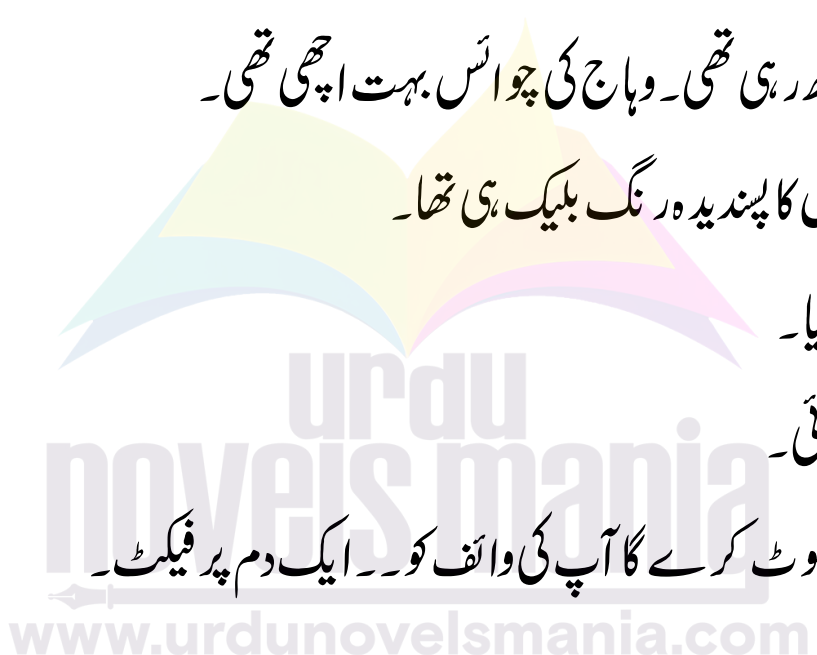 رہی تھی۔ وہاج کی چوائس بہت اچھی تھی۔
کا پسندیدہ رنگ بلیک ہی تھا۔
یا۔
ئی۔
urdu
novels mania
وٹ کرے گا آپ کی وائف کو۔۔ ایک دم پرفیکٹ۔
www.urdunovelsmania.com